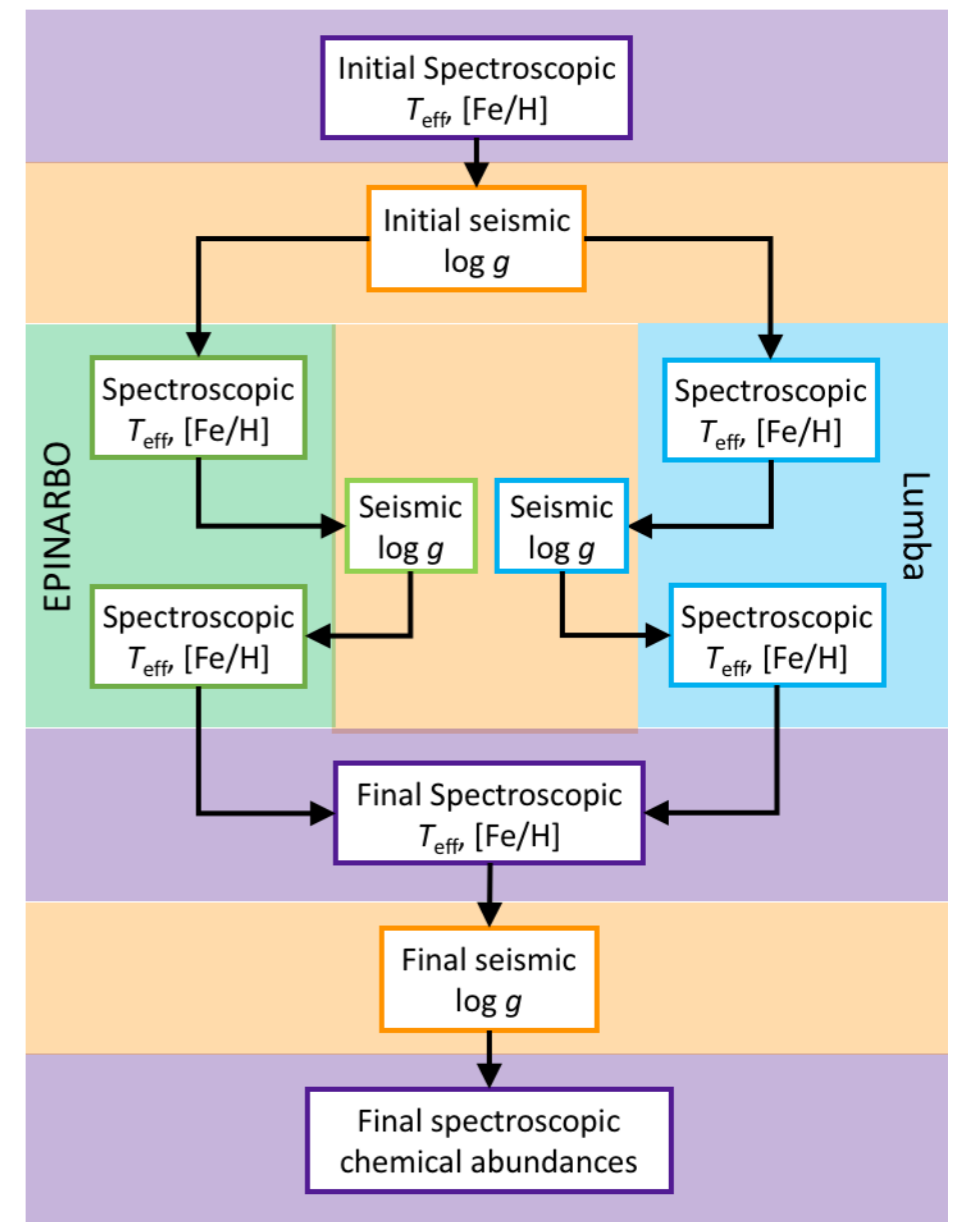 Initial Spectroscopic
Teff, [Fe/H]
Initial seismic
log g
EPINARBO
Spectroscopic
Teff, [Fe/H]
Seismic
log g
Spectroscopic
Teff, [Fe/H]
Lumba
Spectroscopic
Teff, [Fe/H]
Seismic
log g
Spectroscopic
Teff, [Fe/H]
Final Spectroscopic
Teff, [Fe/H]
Final seismic
log g
Final spectroscopic
chemical abundances